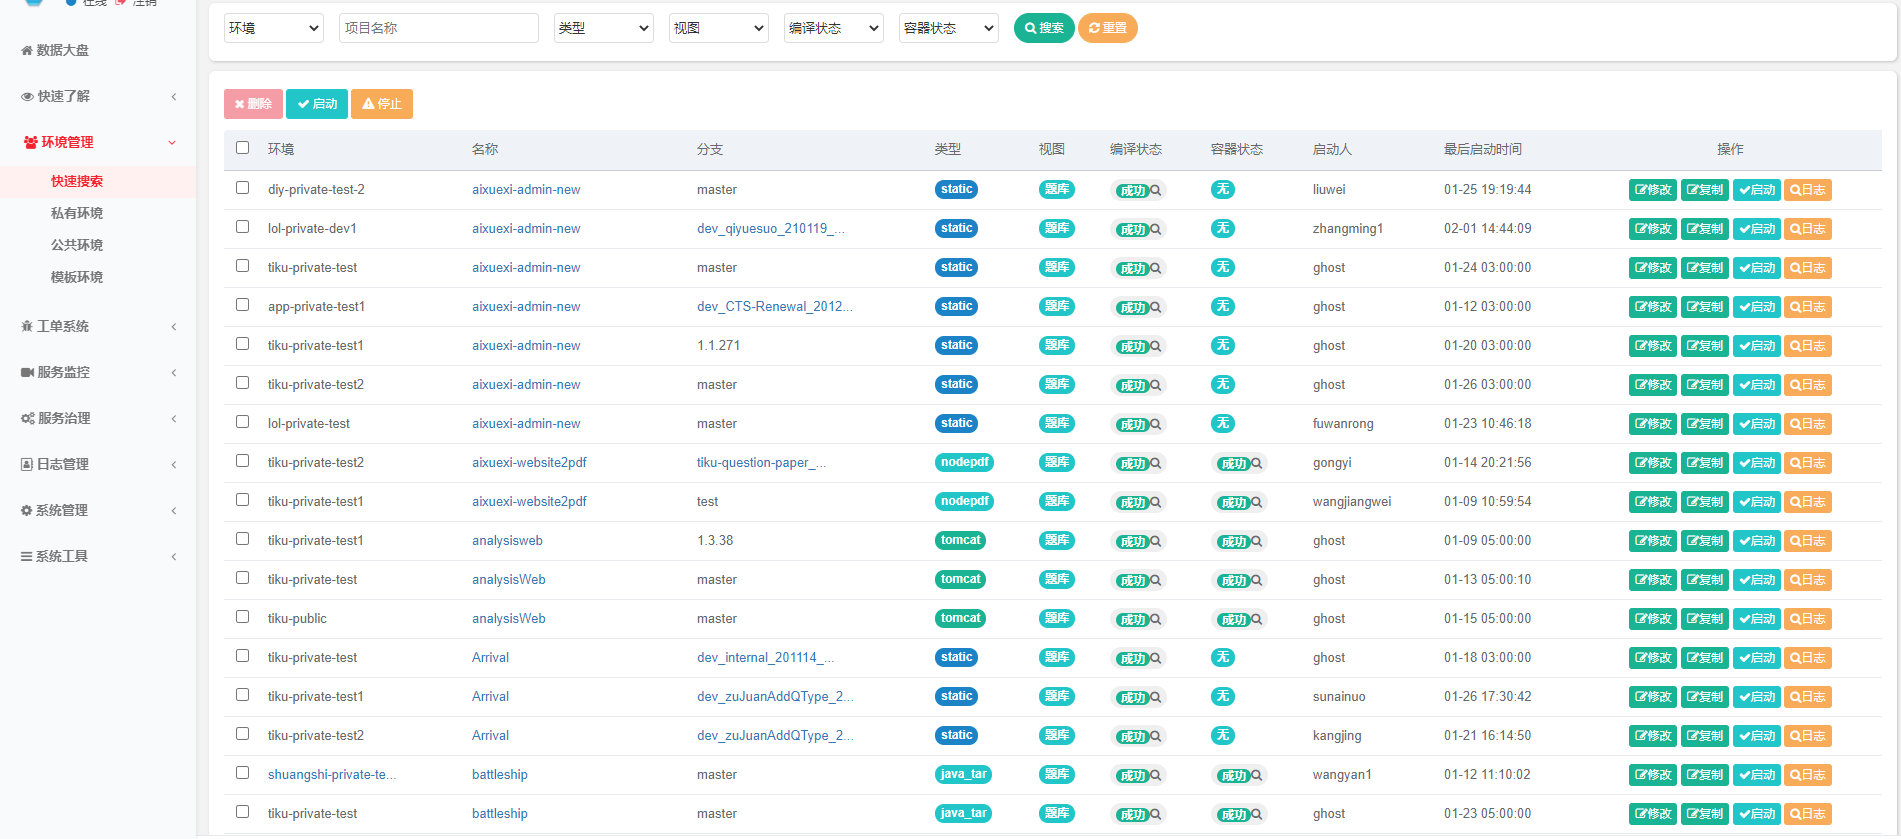 在线 注销
数据大盘
快速了解
环境管理
快速搜索
私有环境
公共环境
模板环境
工单系统
服务监控
服务治理
日志管理
系统管理
系统工具
环境 项目名称 类型 视图 编译状态 容器状态 搜索 重置
删除 启动 停止
环境 名称 分支 类型 视图 编译状态 容器状态 启动人 最后启动时间 操作
diy-private-test-2 aixuexi-admin-new master static 题库 成功 无 liuwei 01-25 19:19:44 修改 复制 启动 日志
lol-private-dev1 aixuexi-admin-new dev_qiyuesuo_210119_... static 题库 成功 无 zhangming1 02-01 14:44:09 修改 复制 启动 日志
tiku-private-test aixuexi-admin-new master static 题库 成功 无 ghost 01-24 03:00:00 修改 复制 启动 日志
app-private-test1 aixuexi-admin-new dev_CTS-Renewal_2012... static 题库 成功 无 ghost 01-12 03:00:00 修改 复制 启动 日志
tiku-private-test1 aixuexi-admin-new 1.1.271 static 题库 成功 无 ghost 01-20 03:00:00 修改 复制 启动 日志
tiku-private-test2 aixuexi-admin-new master static 题库 成功 无 ghost 01-26 03:00:00 修改 复制 启动 日志
lol-private-test aixuexi-admin-new master static 题库 成功 无 fuwanrong 01-23 10:46:18 修改 复制 启动 日志
tiku-private-test2 aixuexi-website2pdf tiku-question-paper_... nodepdf 题库 成功 成功 gongyi 01-14 20:21:56 修改 复制 启动 日志
tiku-private-test1 aixuexi-website2pdf test nodepdf 题库 成功 成功 wangjiangwei 01-09 10:59:54 修改 复制 启动 日志
tiku-private-test1 analysisweb 1.3.38 tomcat 题库 成功 成功 ghost 01-09 05:00:00 修改 复制 启动 日志
tiku-private-test analysisWeb master tomcat 题库 成功 成功 ghost 01-13 05:00:10 修改 复制 启动 日志
tiku-public analysisWeb master tomcat 题库 成功 成功 ghost 01-15 05:00:00 修改 复制 启动 日志
tiku-private-test Arrival dev_internal_201114_... static 题库 成功 无 ghost 01-18 03:00:00 修改 复制 启动 日志
tiku-private-test1 Arrival dev_zuJuanAddQType_2... static 题库 成功 无 sunainuo 01-26 17:30:42 修改 复制 启动 日志
tiku-private-test2 Arrival dev_zuJuanAddQType_2... static 题库 成功 无 kangjing 01-21 16:14:50 修改 复制 启动 日志
shuangshi-private-te... battleship master java_tar 题库 成功 成功 wangyan1 01-12 11:10:02 修改 复制 启动 日志
tiku-private-test battleship master java_tar 题库 成功 成功 ghost 01-23 05:00:00 修改 复制 启动 日志